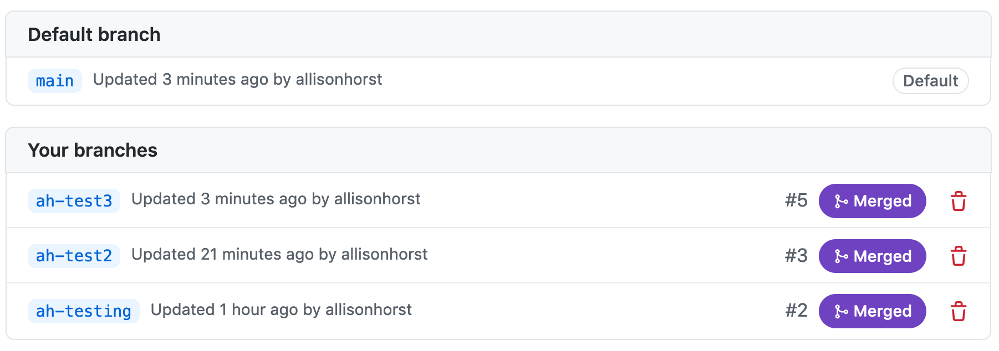 Default branch
main Updated 3 minutes ago by allisonhorst Default
Your branches
ah-test3 Updated 3 minutes ago by allisonhorst #5 Merged
ah-test2 Updated 21 minutes ago by allisonhorst #3 Merged
ah-testing Updated 1 hour ago by allisonhorst #2 Merged